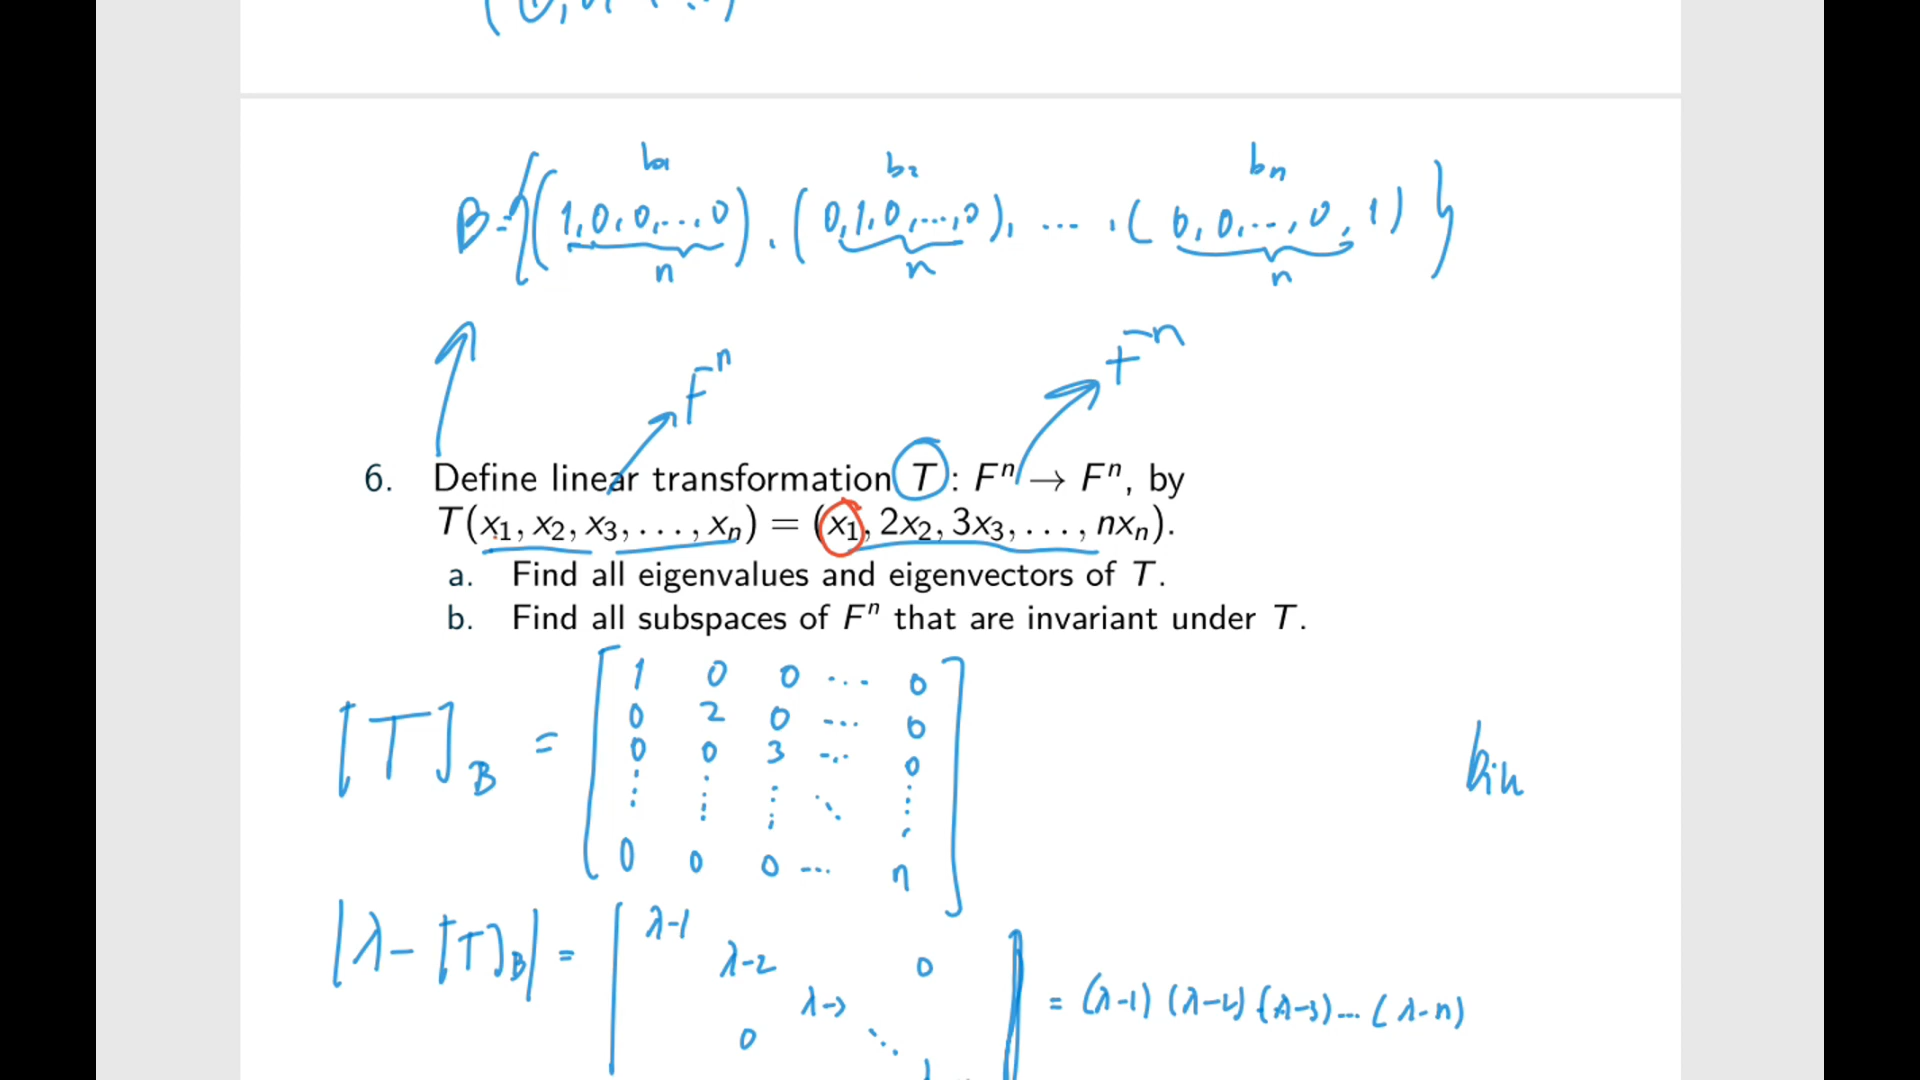 b1 b2 bn
B = {(1, 0, 0, ..., 0), (0, 1, 0, ..., 0), ..., (0, 0, ..., 0, 1)}
n n n
Fⁿ Fⁿ
6. Define linear transformation T : Fⁿ → Fⁿ, by
T(x₁, x₂, x₃, . . . , xₙ) = (x₁, 2x₂, 3x₃, . . . , nxₙ).
a. Find all eigenvalues and eigenvectors of T.
b. Find all subspaces of Fⁿ that are invariant under T.
1 0 0 ... 0
0 2 0 ... 0
[T]B = 0 0 3 ... 0
⋮ ⋮ ⋮ ⋱ ⋮
0 0 0 ... n
|λ - [T]B| = λ-1
λ-2 0
λ-3
0 ⋱
= (λ-1) (λ-2) (λ-3) ... (λ-n)